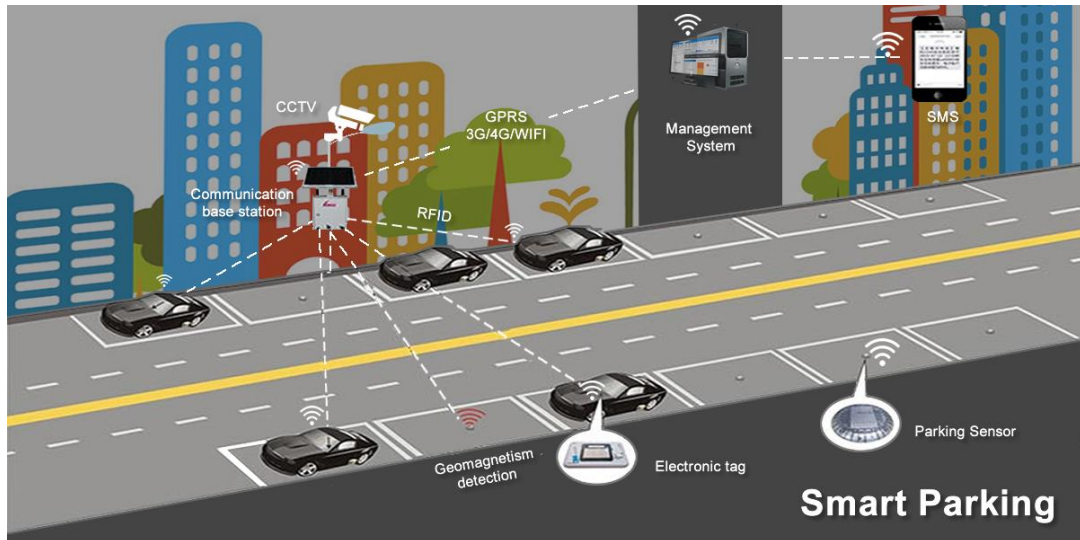 CCTV
GPRS
3G/4G/WIFI
Management
System
SMS
Communication
base station
RFID
Geomagnetism
detection
Electronic tag
Parking Sensor
Smart Parking